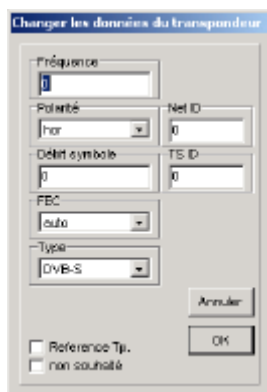 Changer les données du transpondeur
Fréquence
0
Polarité
Net ID
hor
0
Débit symbole
TS ID
0
0
FEC
auto
Type
DVB-S
Annuler
OK
Reference Tp.
non souhaité